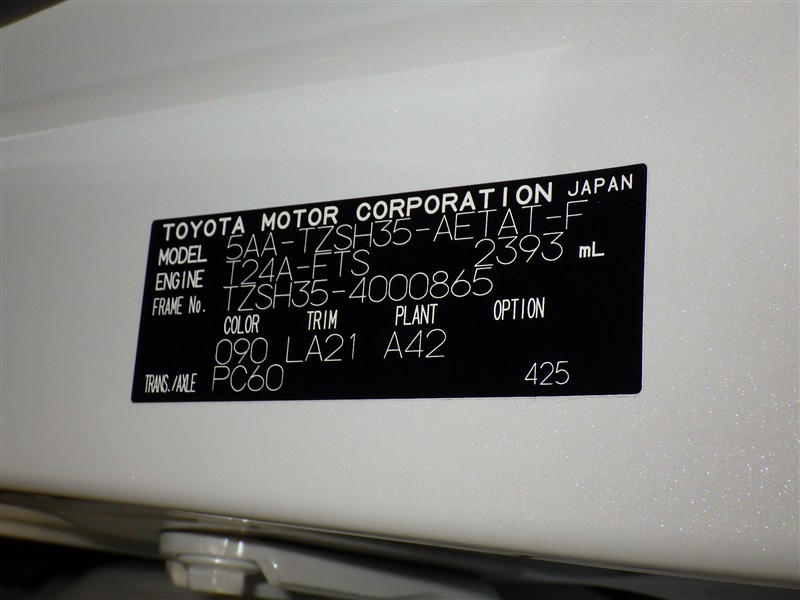 TOYOTA MOTOR CORPORATION JAPAN
MODEL 5AA-TZSH35-AETAT-F
ENGINE T24A-FTS 2393 mL
FRAME No. TZSH35-4000865
COLOR TRIM PLANT OPTION
090 LA21 A42
TRANS./AXLE PC60 425